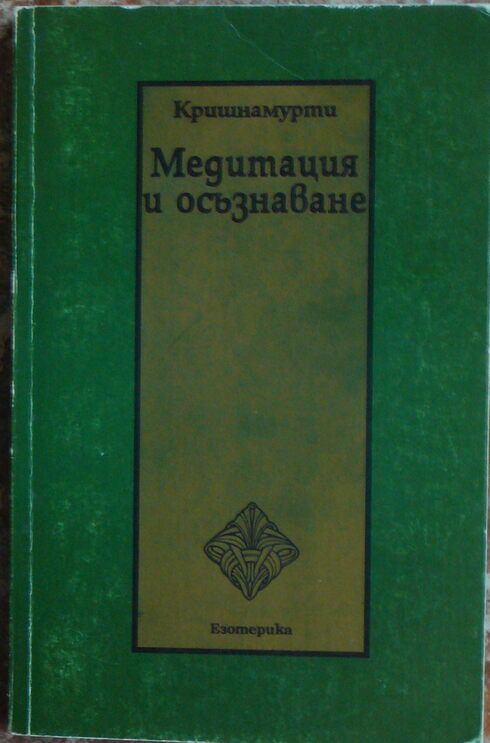 Кришнамурти
Медитация
и осъзнаване
Езотерика